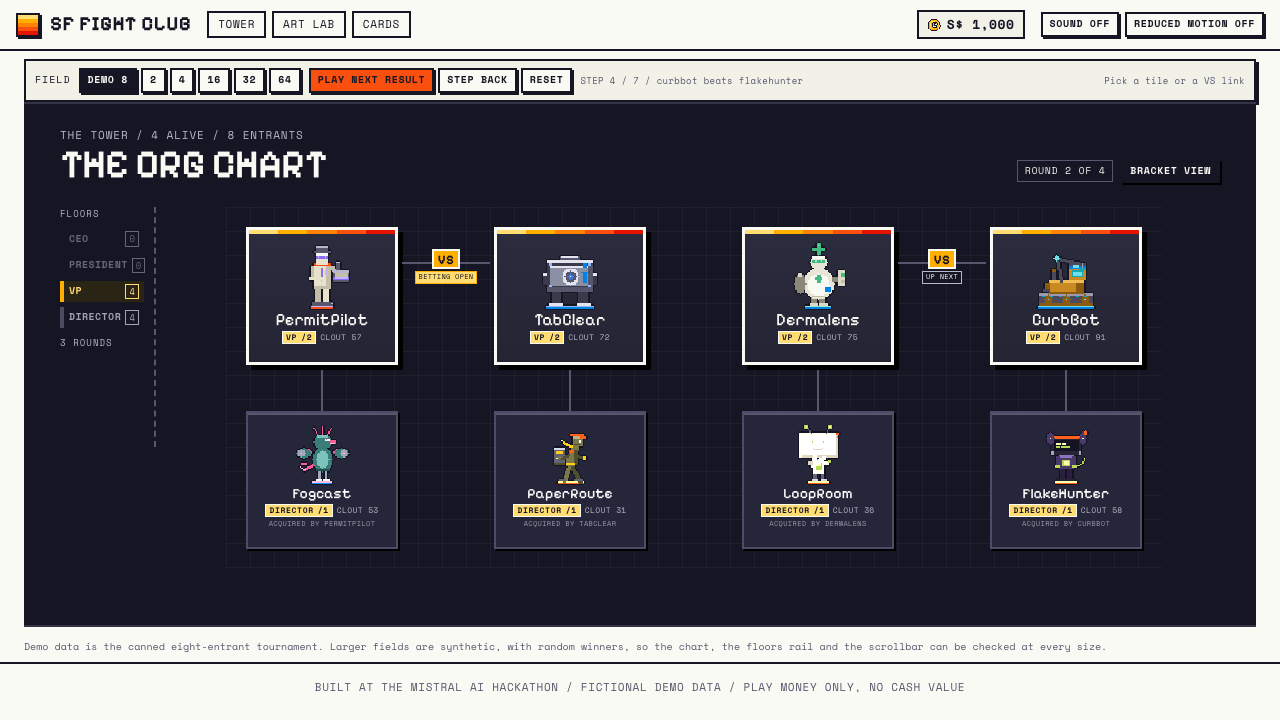 SF FIGHT CLUB
TOWER
ART LAB
CARDS
S$ 1,000
SOUND OFF
REDUCED MOTION OFF
FIELD
DEMO 8
2
4
16
32
64
PLAY NEXT RESULT
STEP BACK
RESET
STEP 4 / 7 / curbbot beats flakehunter
Pick a tile or a VS link
THE TOWER / 4 ALIVE / 8 ENTRANTS
THE ORG CHART
ROUND 2 OF 4
BRACKET VIEW
FLOORS
CEO 0
PRESIDENT 0
VP 4
DIRECTOR 4
3 ROUNDS
PermitPilot
VP /2 CLOUT 57
VS
BETTING OPEN
TabClear
VP /2 CLOUT 72
Dermalens
VP /2 CLOUT 75
VS
UP NEXT
CurbBot
VP /2 CLOUT 91
Fogcast
DIRECTOR /1 CLOUT 53
ACQUIRED BY PERMITPILOT
PaperRoute
DIRECTOR /1 CLOUT 31
ACQUIRED BY TABCLEAR
LoopRoom
DIRECTOR /1 CLOUT 36
ACQUIRED BY DERMALENS
FlakeHunter
DIRECTOR /1 CLOUT 58
ACQUIRED BY CURBBOT
Demo data is the canned eight-entrant tournament. Larger fields are synthetic, with random winners, so the chart, the floors rail and the scrollbar can be checked at every size.
BUILT AT THE MISTRAL AI HACKATHON / FICTIONAL DEMO DATA / PLAY MONEY ONLY, NO CASH VALUE